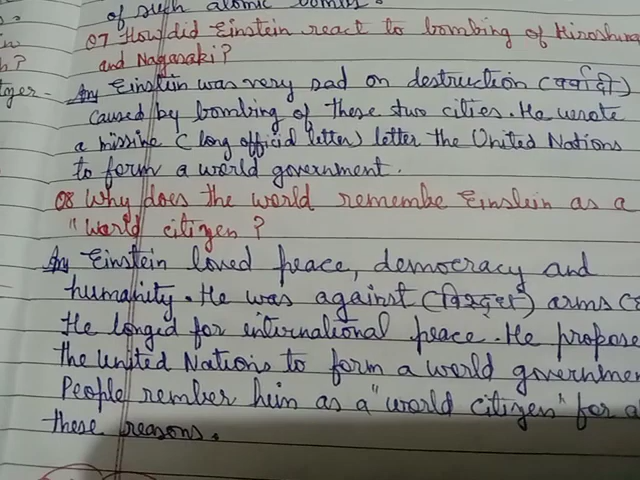 of such atomic bombs.
Q7 How did Einstein react to bombing of Hiroshima
and Nagasaki?
Ans Einstein was very sad on destruction (बर्बादी)
caused by bombing of these two cities. He wrote
a missive (long official letter) letter the United Nations
to form a world government.
Q8 Why does the world remembe Einstein as a
"world citizen?
Ans Einstein loved peace, democracy and
humanity. He was against (विरुद्ध) arms
He longed for international peace. He propose
the United Nations to form a world governmen
People rember him as a "world citizen" for a
these reasons.